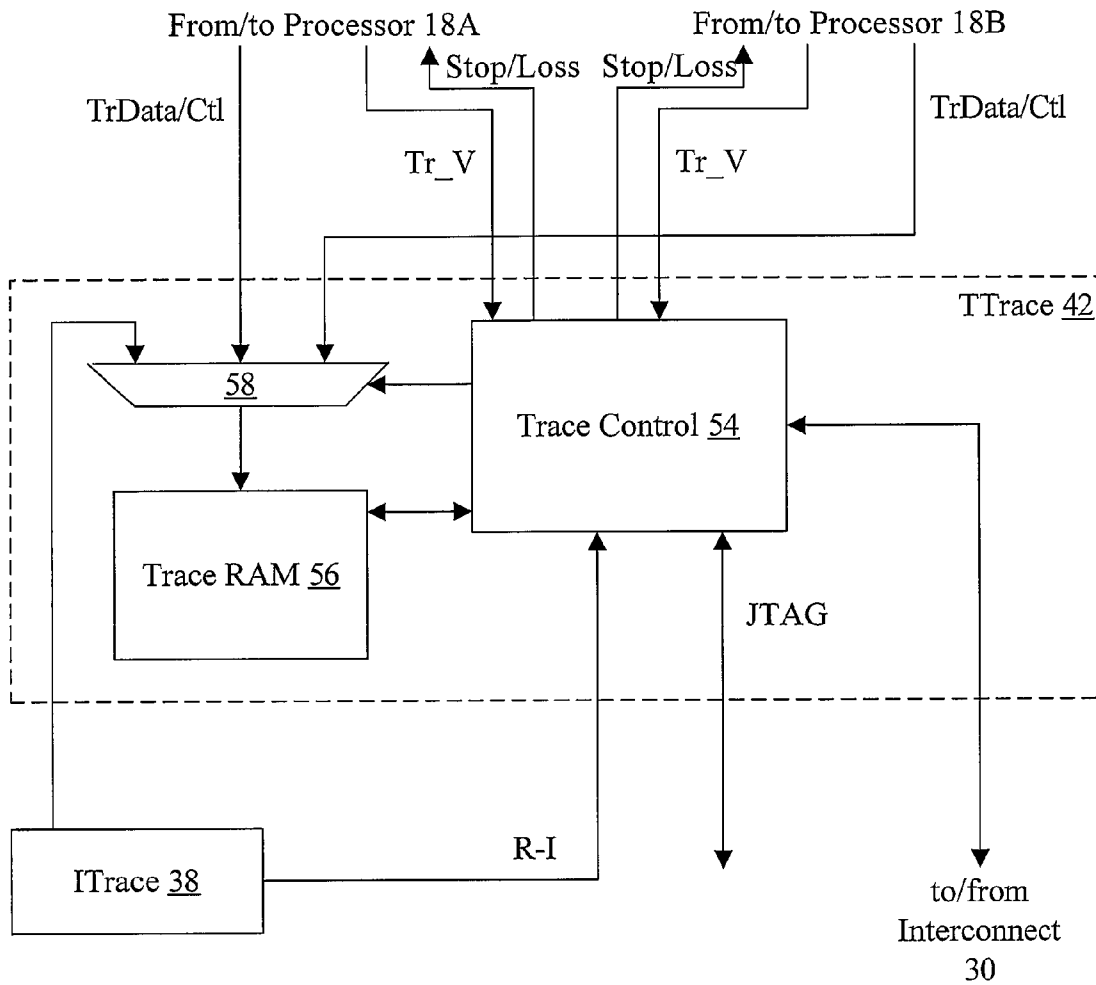 From/to Processor 18A
From/to Processor 18B
Stop/Loss
Stop/Loss
TrData/Ctl
TrData/Ctl
Tr_V
Tr_V
TTrace 42
58
Trace Control 54
Trace RAM 56
JTAG
R-I
ITrace 38
to/from
Interconnect
30